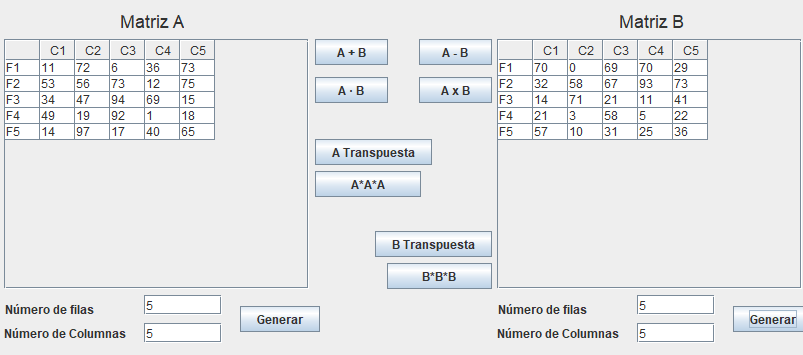 Matriz A
C1 C2 C3 C4 C5
F1 11 72 6 36 73
F2 53 56 73 12 75
F3 34 47 94 69 15
F4 49 19 92 1 18
F5 14 97 17 40 65
Número de filas 5
Número de Columnas 5
Generar
A + B
A - B
A · B
A x B
A Transpuesta
A*A*A
B Transpuesta
B*B*B
Matriz B
C1 C2 C3 C4 C5
F1 70 0 69 70 29
F2 32 58 67 93 73
F3 14 71 21 11 41
F4 21 3 58 5 22
F5 57 10 31 25 36
Número de filas 5
Número de Columnas 5
Generar